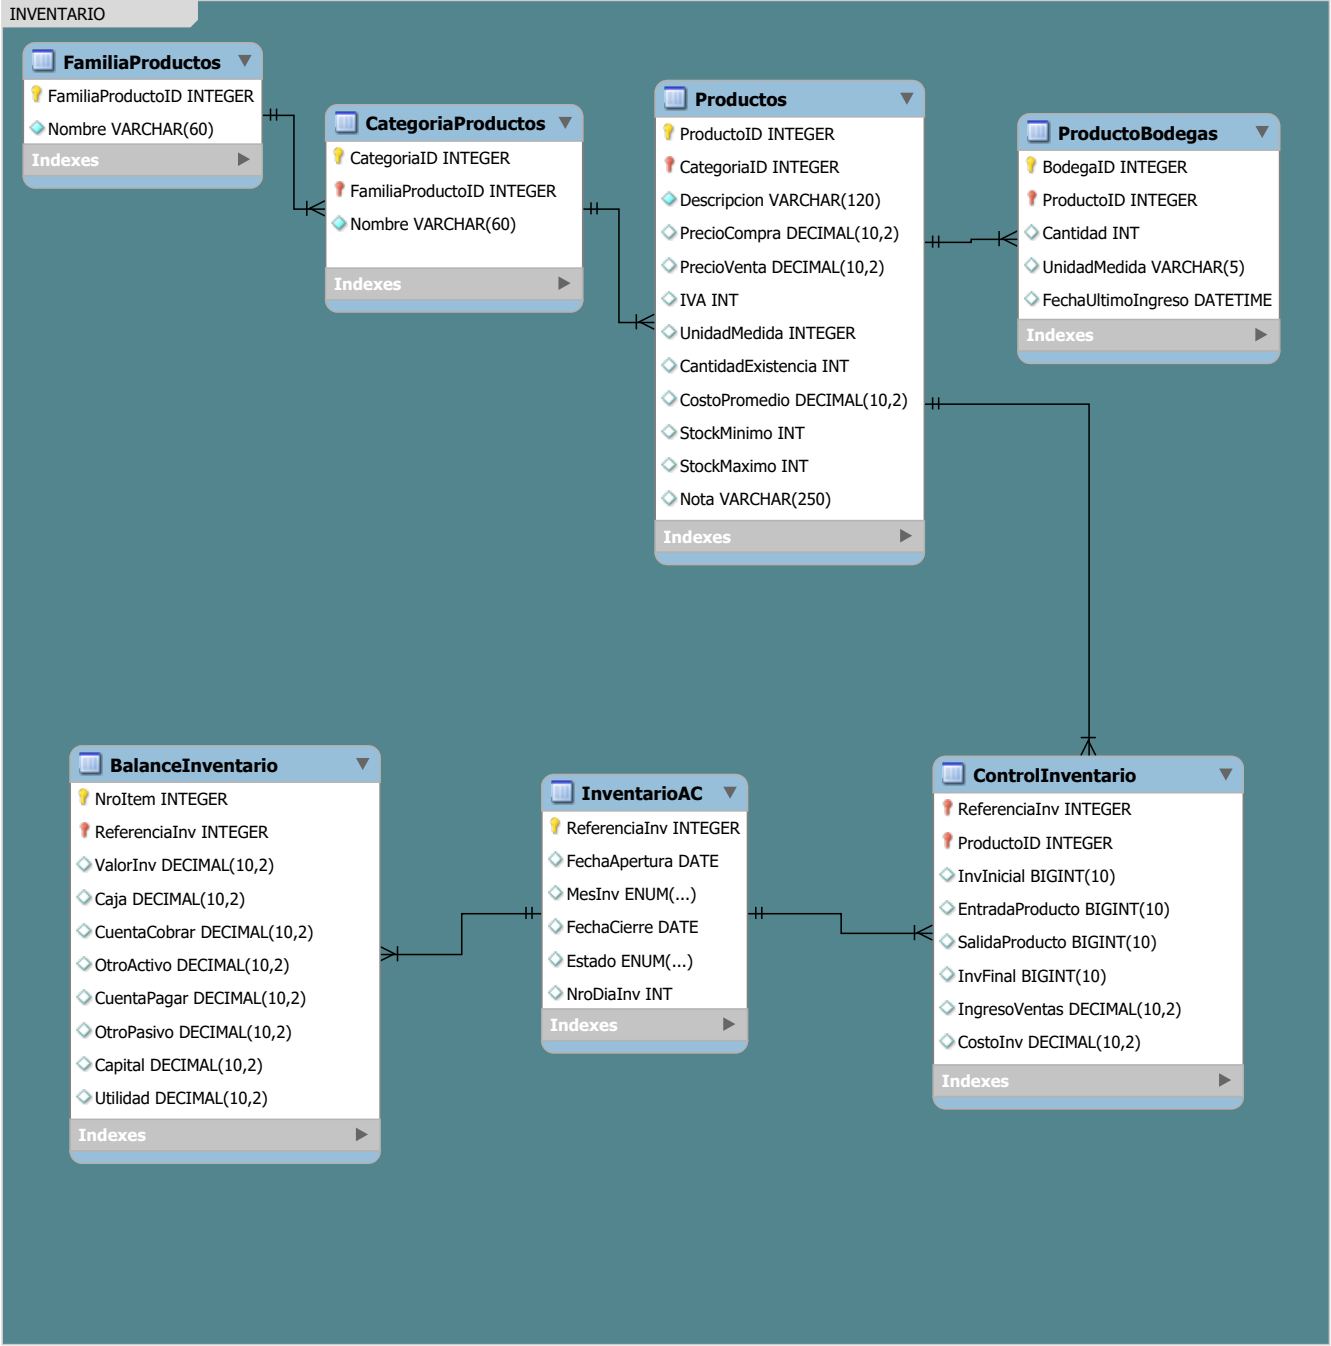 INVENTARIO
FamiliaProductos
FamiliaProductoID INTEGER
Nombre VARCHAR(60)
Indexes
CategoriaProductos
CategoriaID INTEGER
FamiliaProductoID INTEGER
Nombre VARCHAR(60)
Indexes
Productos
ProductoID INTEGER
CategoriaID INTEGER
Descripcion VARCHAR(120)
PrecioCompra DECIMAL(10,2)
PrecioVenta DECIMAL(10,2)
IVA INT
UnidadMedida INTEGER
CantidadExistencia INT
CostoPromedio DECIMAL(10,2)
StockMinimo INT
StockMaximo INT
Nota VARCHAR(250)
Indexes
ProductoBodegas
BodegaID INTEGER
ProductoID INTEGER
Cantidad INT
UnidadMedida VARCHAR(5)
FechaUltimoIngreso DATETIME
Indexes
BalanceInventario
NroItem INTEGER
ReferenciaInv INTEGER
ValorInv DECIMAL(10,2)
Caja DECIMAL(10,2)
CuentaCobrar DECIMAL(10,2)
OtroActivo DECIMAL(10,2)
CuentaPagar DECIMAL(10,2)
OtroPasivo DECIMAL(10,2)
Capital DECIMAL(10,2)
Utilidad DECIMAL(10,2)
Indexes
InventarioAC
ReferenciaInv INTEGER
FechaApertura DATE
MesInv ENUM(...)
FechaCierre DATE
Estado ENUM(...)
NroDiaInv INT
Indexes
ControlInventario
ReferenciaInv INTEGER
ProductoID INTEGER
InvInicial BIGINT(10)
EntradaProducto BIGINT(10)
SalidaProducto BIGINT(10)
InvFinal BIGINT(10)
IngresoVentas DECIMAL(10,2)
CostoInv DECIMAL(10,2)
Indexes